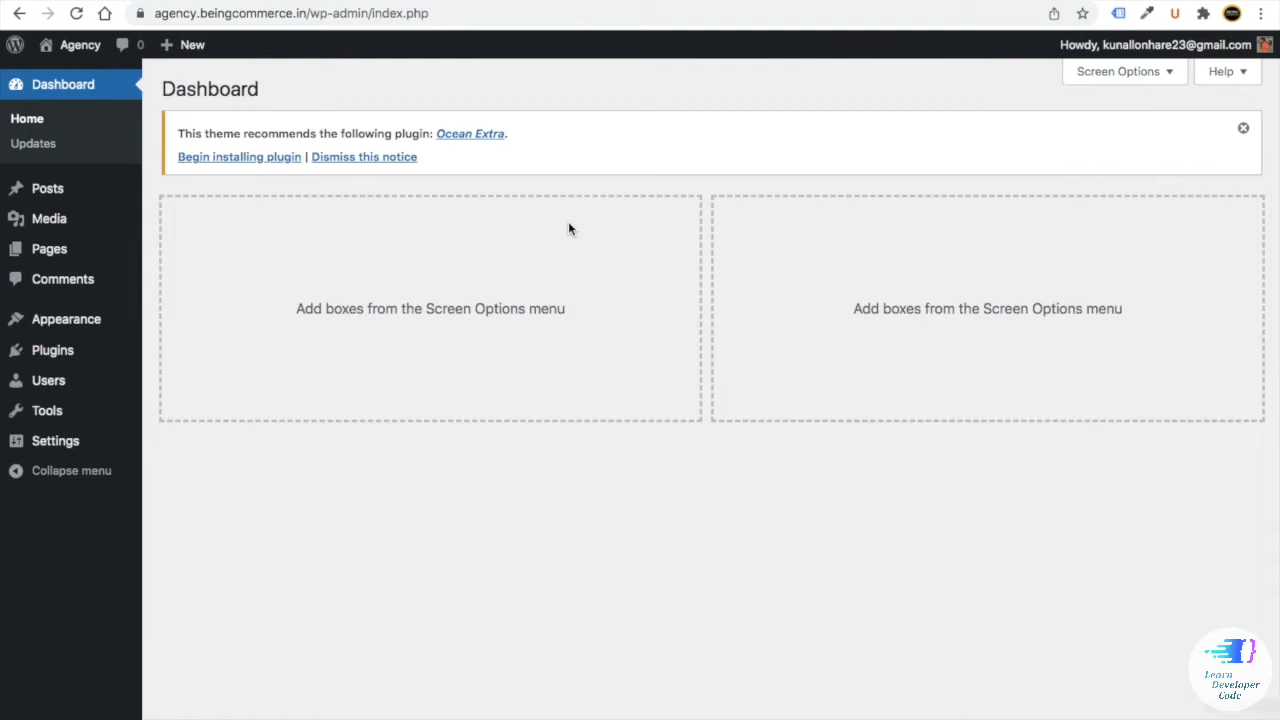 agency.beingcommerce.in/wp-admin/index.php
Agency 0 New
Howdy, kunallonhare23@gmail.com
Screen Options Help
Dashboard
Home
Updates
Posts
Media
Pages
Comments
Appearance
Plugins
Users
Tools
Settings
Collapse menu
Dashboard
This theme recommends the following plugin: Ocean Extra.
Begin installing plugin | Dismiss this notice
Add boxes from the Screen Options menu
Add boxes from the Screen Options menu
Learn
Developer
Code